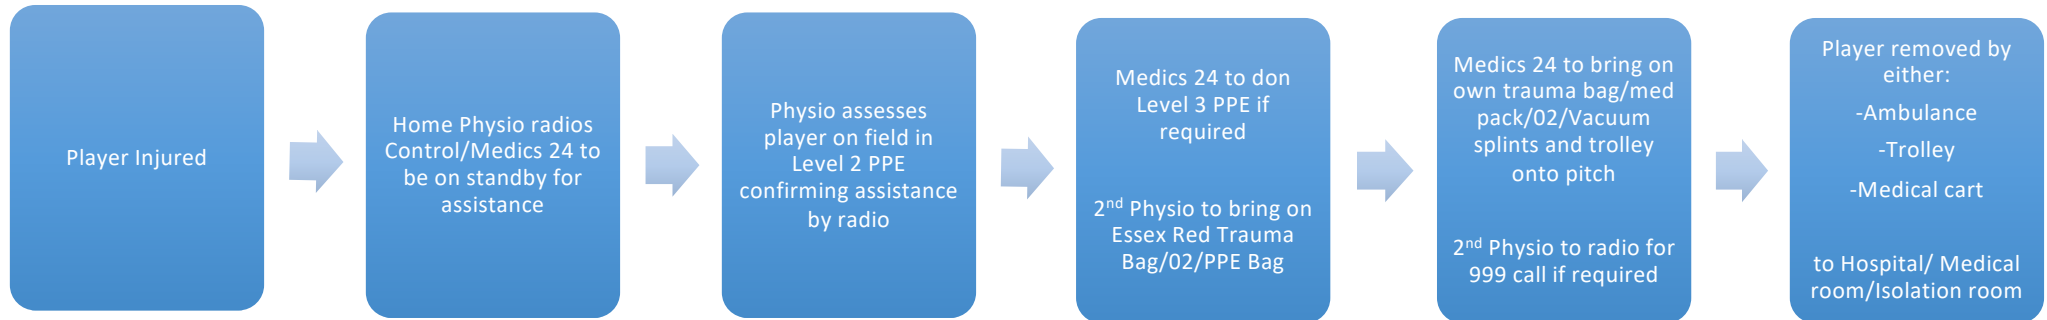 Player Injured
Home Physio radios
Control/Medics 24 to
be on standby for
assistance
Physio assesses
player on field in
Level 2 PPE
confirming assistance
by radio
Medics 24 to don
Level 3 PPE if
required
2nd Physio to bring on
Essex Red Trauma
Bag/02/PPE Bag
Medics 24 to bring on
own trauma bag/med
pack/02/Vacuum
splints and trolley
onto pitch
2nd Physio to radio for
999 call if required
Player removed by
either:
-Ambulance
-Trolley
-Medical cart
to Hospital/ Medical
room/Isolation room